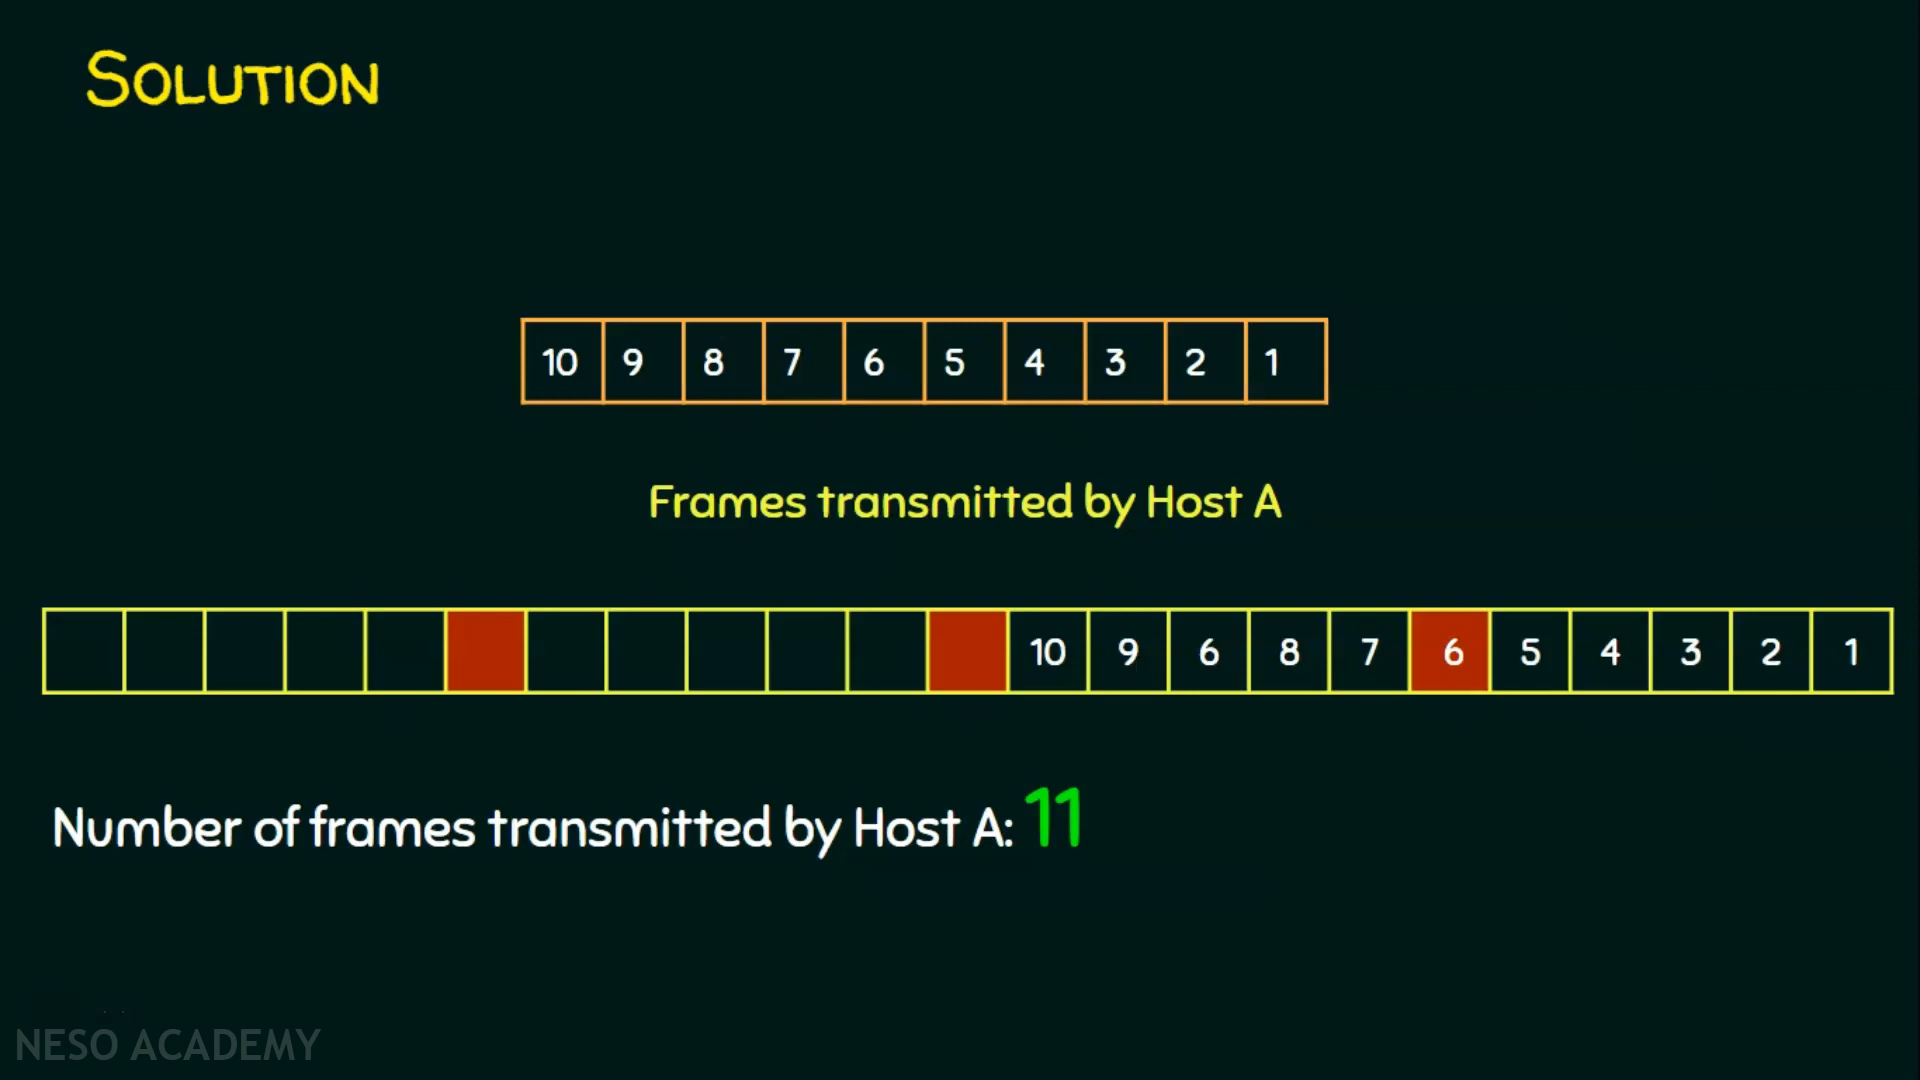 SOLUTION
10 9 8 7 6 5 4 3 2 1
Frames transmitted by Host A
10 9 6 8 7 6 5 4 3 2 1
Number of frames transmitted by Host A: 11
NESO ACADEMY